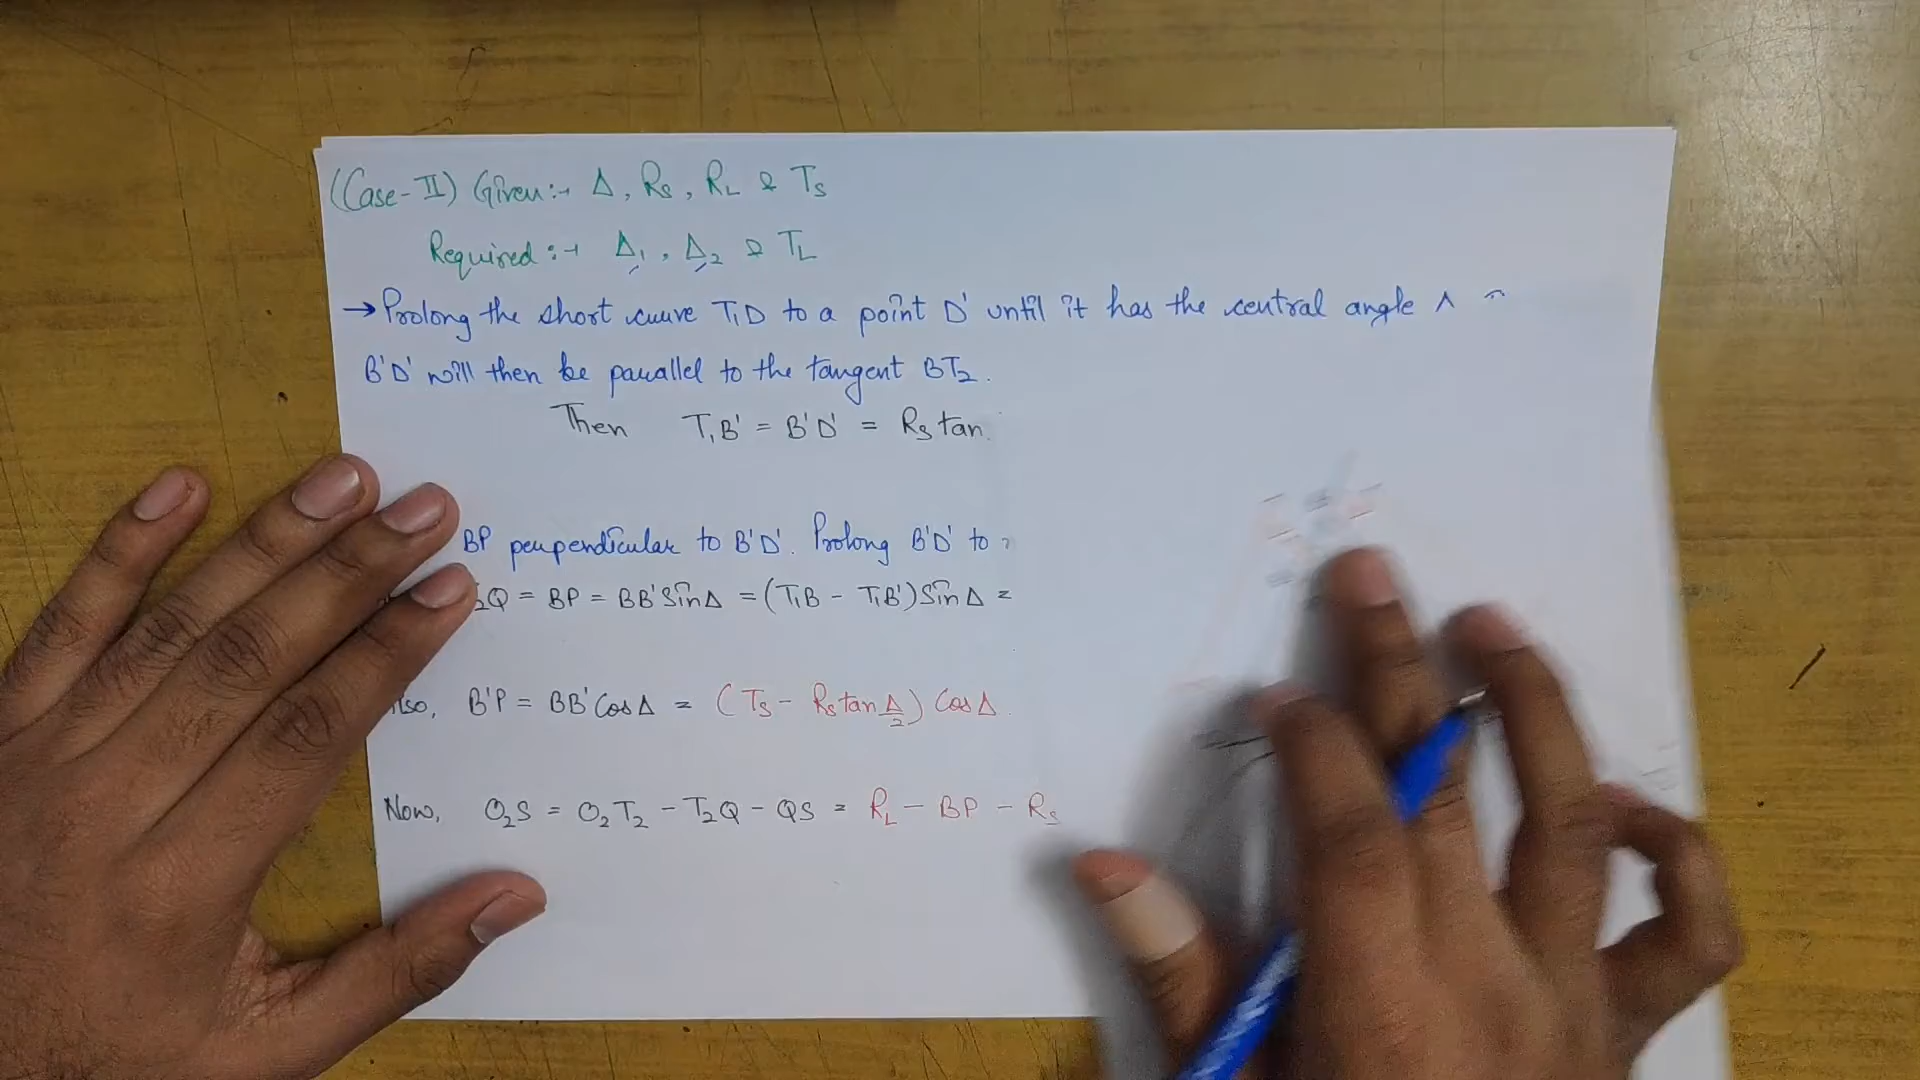 (Case-II) Given:→ Δ, Rs, RL & Ts
Required:→ Δ1, Δ2 & TL
→ Prolong the short curve T1D to a point D' until it has the central angle
B'D' will then be parallel to the tangent BT2.
Then T1B' = B'D' = Rs tan
BP perpendicular to B'D'. Prolong B'D' to
2Q = BP = BB' Sin Δ = (T1B - T1B') Sin Δ =
B'P = BB' Cos Δ = (Ts - Rs tan Δ/2) Cos Δ.
Now, O2S = O2T2 - T2Q - QS = RL - BP - Rs